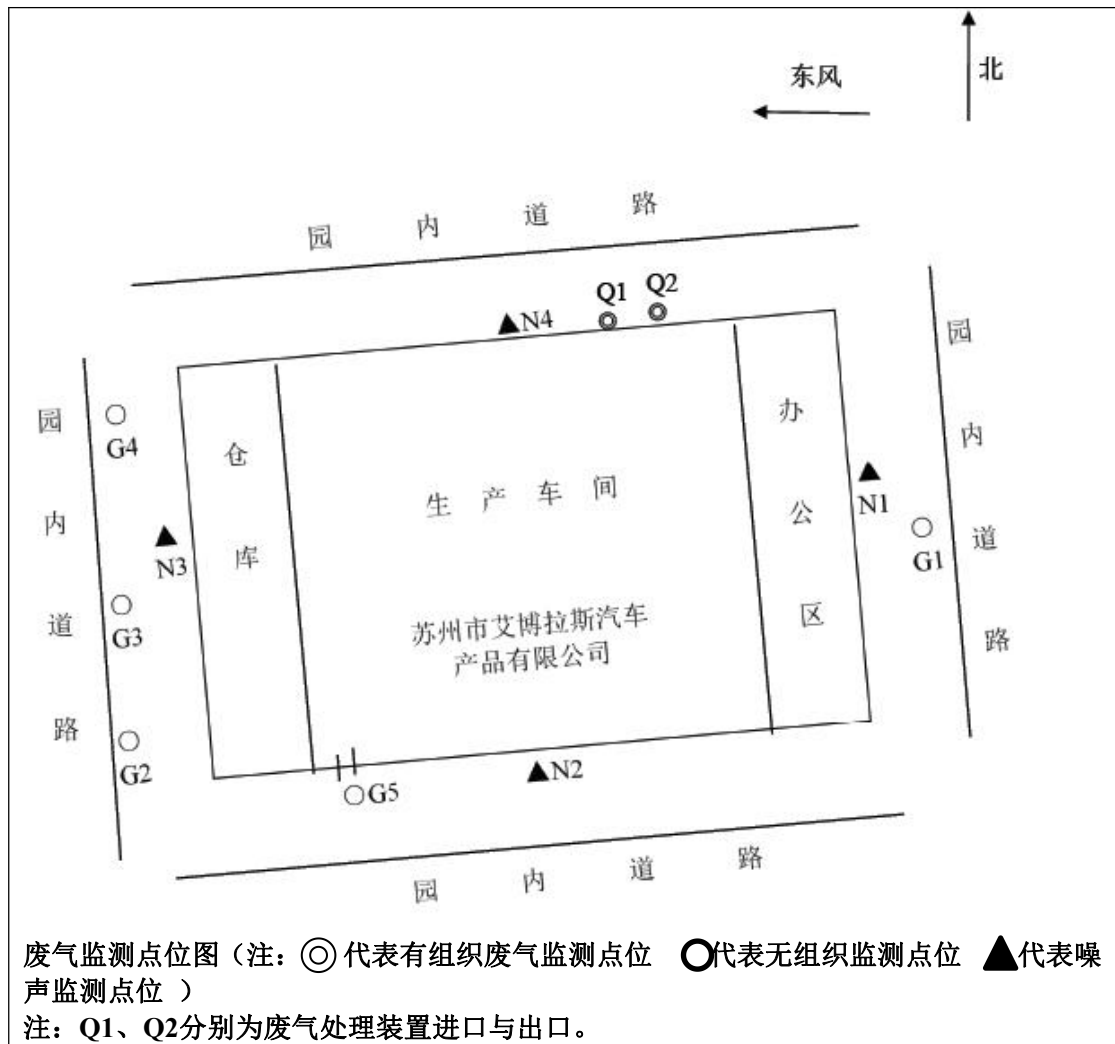 北
东风
园内道路
Q1 Q2
N4
园内道路
G4
N3
G3
G2
仓库
生产车间
苏州市艾博拉斯汽车
产品有限公司
办公区
N1
G1
园内道路
G5
N2
园内道路
废气监测点位图（注：◎代表有组织废气监测点位 ○代表无组织监测点位 ▲代表噪
声监测点位 ）
注：Q1、Q2分别为废气处理装置进口与出口。